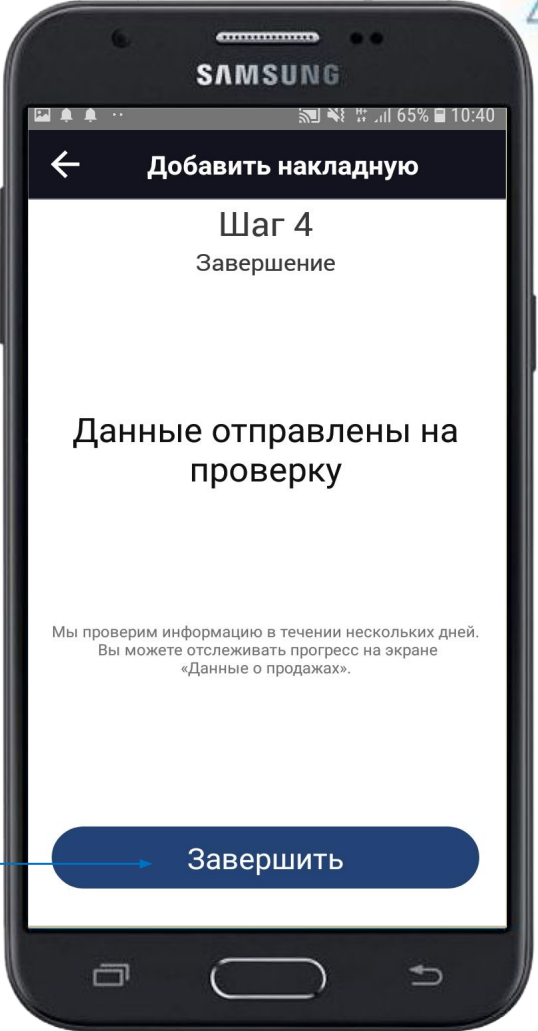 SAMSUNG
65% 10:40
Добавить накладную
Шаг 4
Завершение
Данные отправлены на
проверку
Мы проверим информацию в течении нескольких дней.
Вы можете отслеживать прогресс на экране
«Данные о продажах».
Завершить